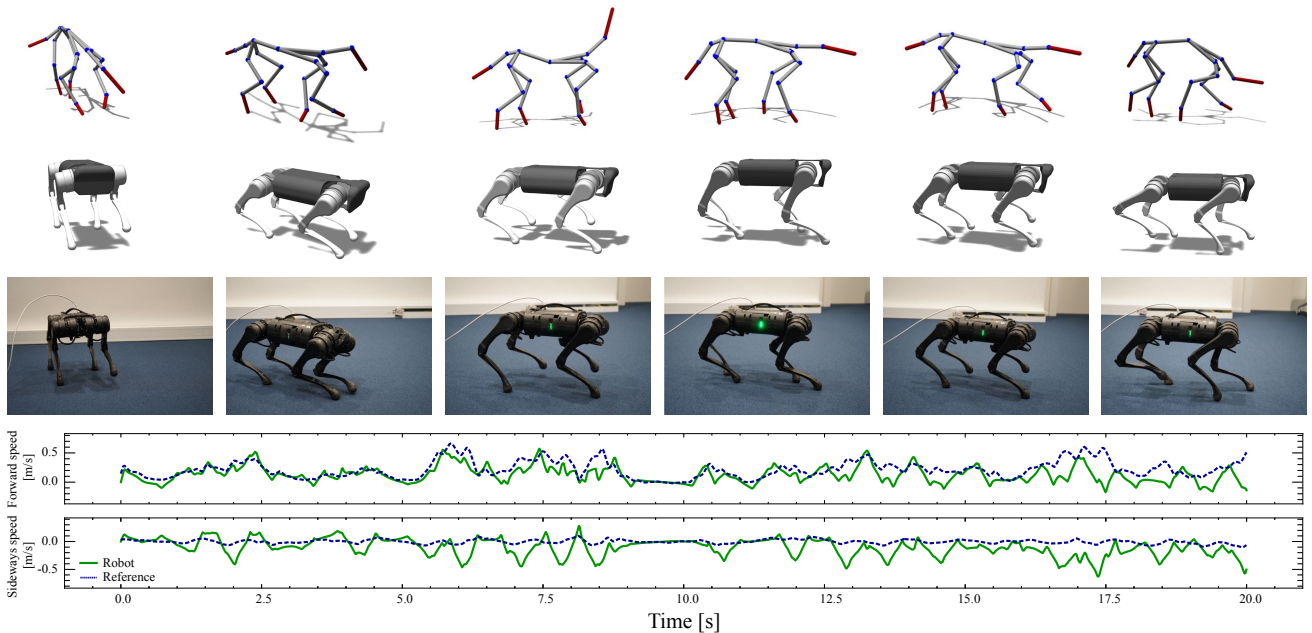 Forward speed
[m/s]
0.5
0.0
Sideways speed
[m/s]
0.0
-0.5
Robot
Reference
0.0 2.5 5.0 7.5 10.0 12.5 15.0 17.5 20.0
Time [s]